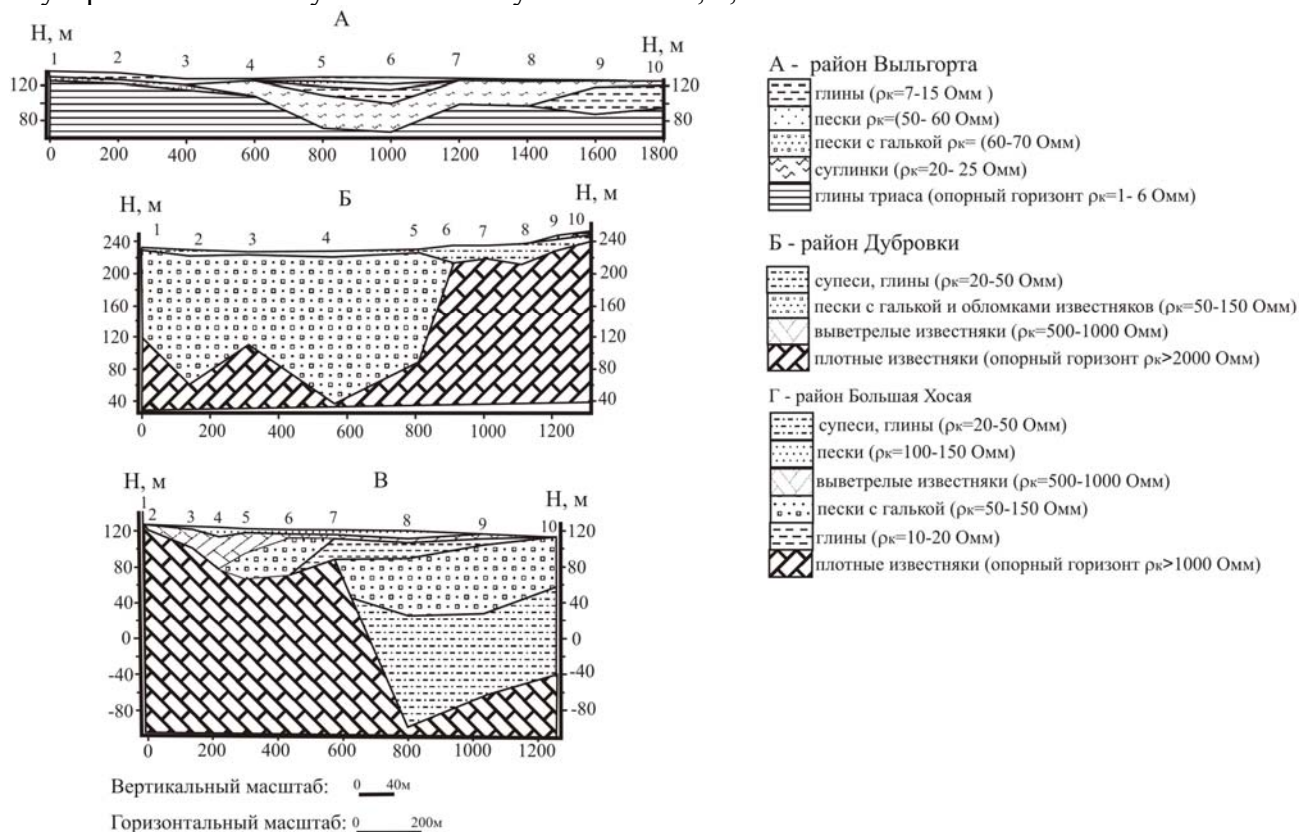 А
Н, м
Н, м
1 2 3 4 5 6 7 8 9 10
120
120
80
80
0 200 400 600 800 1000 1200 1400 1600 1800
Н, м
Б
Н, м
1 2 3 4 5 6 7 8 9 10
240
240
200
200
160
160
120
120
80
80
40
40
0 200 400 600 800 1000 1200
Н, м
В
Н, м
1 2 3 4 5 6 7 8 9 10
120
120
80
80
40
40
0
0
-40
-40
-80
-80
0 200 400 600 800 1000 1200
Вертикальный масштаб: 0 40м
Горизонтальный масштаб: 0 200м
А - район Выльгорта
глины (ρк=7-15 Омм )
пески ρк=(50- 60 Омм)
пески с галькой ρк= (60-70 Омм)
суглинки (ρк=20- 25 Омм)
глины триаса (опорный горизонт ρк=1- 6 Омм)
Б - район Дубровки
супеси, глины (ρк=20-50 Омм)
пески с галькой и обломками известняков (ρк=50-150 Омм)
выветрелые известняки (ρк=500-1000 Омм)
плотные известняки (опорный горизонт ρк>2000 Омм)
Г - район Большая Хосая
супеси, глины (ρк=20-50 Омм)
пески (ρк=100-150 Омм)
выветрелые известняки (ρк=500-1000 Омм)
пески с галькой (ρк=50-150 Омм)
глины (ρк=10-20 Омм)
плотные известняки (опорный горизонт ρк>1000 Омм)